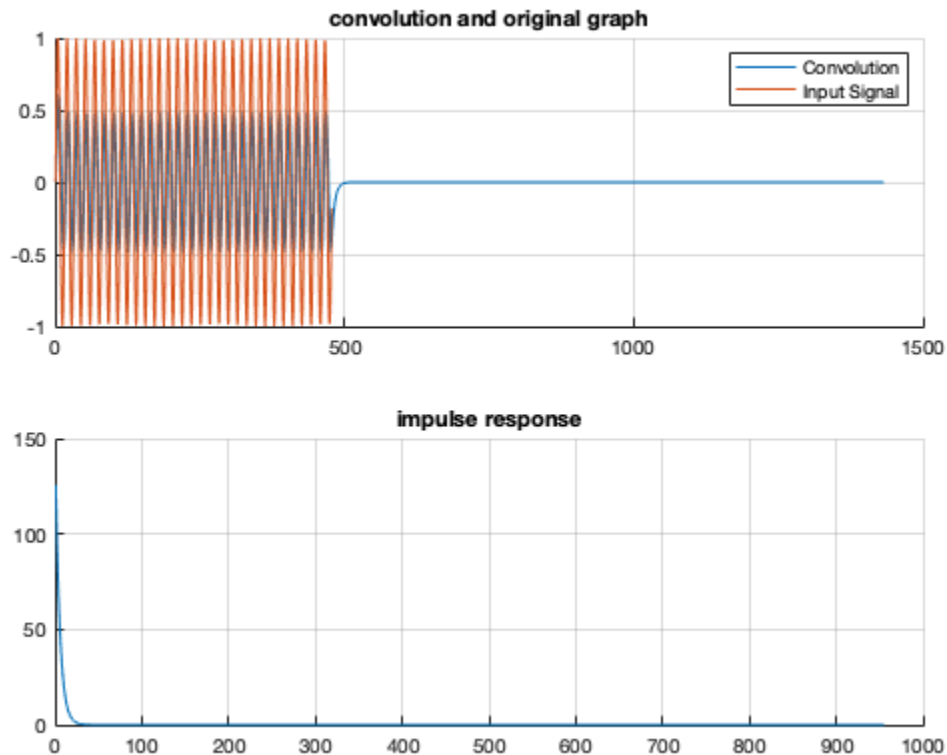 convolution and original graph
1
0.5
0
-0.5
-1
Convolution
Input Signal
0 500 1000 1500
impulse response
150
100
50
0
0 100 200 300 400 500 600 700 800 900 1000